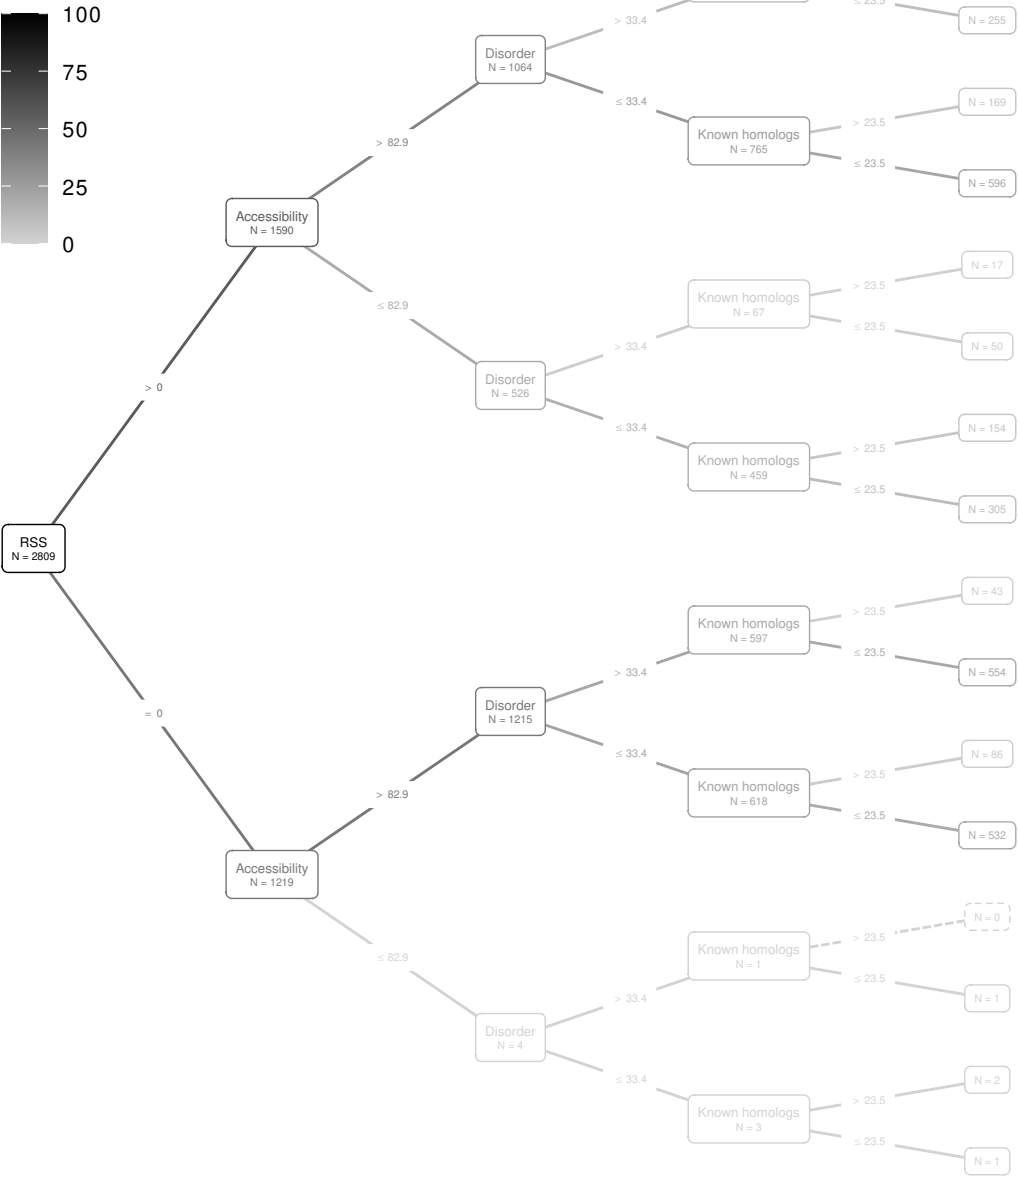 100
75
50
25
0
> 33.4
≤ 23.5
N = 255
Disorder
N = 1064
≤ 33.4
> 23.5
N = 169
Known homologs
N = 765
≤ 23.5
N = 596
> 82.9
Accessibility
N = 1590
≤ 82.9
> 23.5
N = 17
Known homologs
N = 67
≤ 23.5
N = 50
> 33.4
Disorder
N = 526
≤ 33.4
> 23.5
N = 154
Known homologs
N = 459
≤ 23.5
N = 305
> 0
RSS
N = 2809
= 0
> 23.5
N = 43
Known homologs
N = 597
≤ 23.5
N = 554
> 33.4
Disorder
N = 1215
≤ 33.4
> 23.5
N = 86
Known homologs
N = 618
≤ 23.5
N = 532
> 82.9
Accessibility
N = 1219
≤ 82.9
> 23.5
N = 0
Known homologs
N = 1
≤ 23.5
N = 1
> 33.4
Disorder
N = 4
≤ 33.4
> 23.5
N = 2
Known homologs
N = 3
≤ 23.5
N = 1